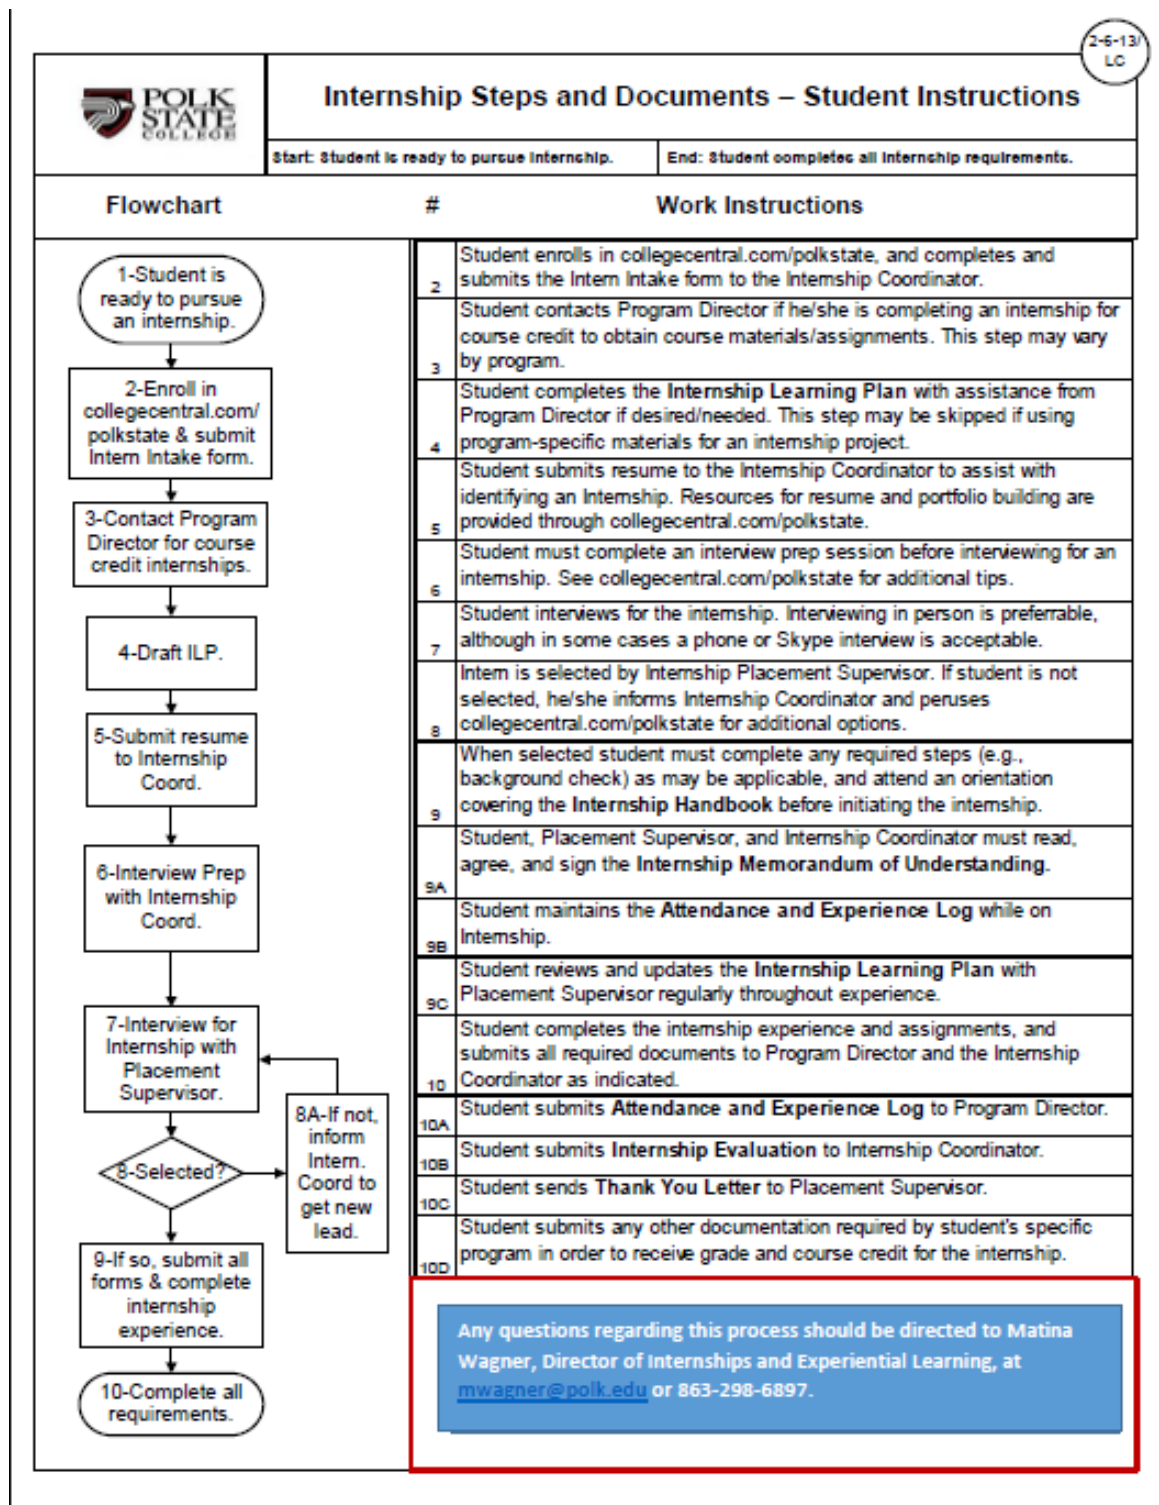 2-6-13/
LC
POLK
STATE
COLLEGE
Internship Steps and Documents – Student Instructions
Start: Student is ready to pursue internship.
End: Student completes all internship requirements.
Flowchart
#
Work Instructions
1-Student is
ready to pursue
an internship.
2-Enroll in
collegecentral.com/
polkstate & submit
Intern Intake form.
3-Contact Program
Director for course
credit internships.
4-Draft ILP.
5-Submit resume
to Internship
Coord.
6-Interview Prep
with Internship
Coord.
7-Interview for
Internship with
Placement
Supervisor.
8-Selected?
8A-If not,
inform
Intern.
Coord to
get new
lead.
9-If so, submit all
forms & complete
internship
experience.
10-Complete all
requirements.
Student enrolls in collegecentral.com/polkstate, and completes and
2 submits the Intern Intake form to the Internship Coordinator.
Student contacts Program Director if he/she is completing an internship for
course credit to obtain course materials/assignments. This step may vary
3 by program.
Student completes the Internship Learning Plan with assistance from
Program Director if desired/needed. This step may be skipped if using
4 program-specific materials for an internship project.
Student submits resume to the Internship Coordinator to assist with
identifying an Internship. Resources for resume and portfolio building are
5 provided through collegecentral.com/polkstate.
Student must complete an interview prep session before interviewing for an
6 internship. See collegecentral.com/polkstate for additional tips.
Student interviews for the internship. Interviewing in person is preferrable,
7 although in some cases a phone or Skype interview is acceptable.
Intern is selected by Internship Placement Supervisor. If student is not
selected, he/she informs Internship Coordinator and peruses
8 collegecentral.com/polkstate for additional options.
When selected student must complete any required steps (e.g.,
background check) as may be applicable, and attend an orientation
9 covering the Internship Handbook before initiating the internship.
Student, Placement Supervisor, and Internship Coordinator must read,
agree, and sign the Internship Memorandum of Understanding.
9A
Student maintains the Attendance and Experience Log while on
9B Internship.
Student reviews and updates the Internship Learning Plan with
9C Placement Supervisor regularly throughout experience.
Student completes the internship experience and assignments, and
submits all required documents to Program Director and the Internship
10 Coordinator as indicated.
10A Student submits Attendance and Experience Log to Program Director.
10B Student submits Internship Evaluation to Internship Coordinator.
10C Student sends Thank You Letter to Placement Supervisor.
Student submits any other documentation required by student's specific
10D program in order to receive grade and course credit for the internship.
Any questions regarding this process should be directed to Matina
Wagner, Director of Internships and Experiential Learning, at
mwagner@polk.edu or 863-298-6897.